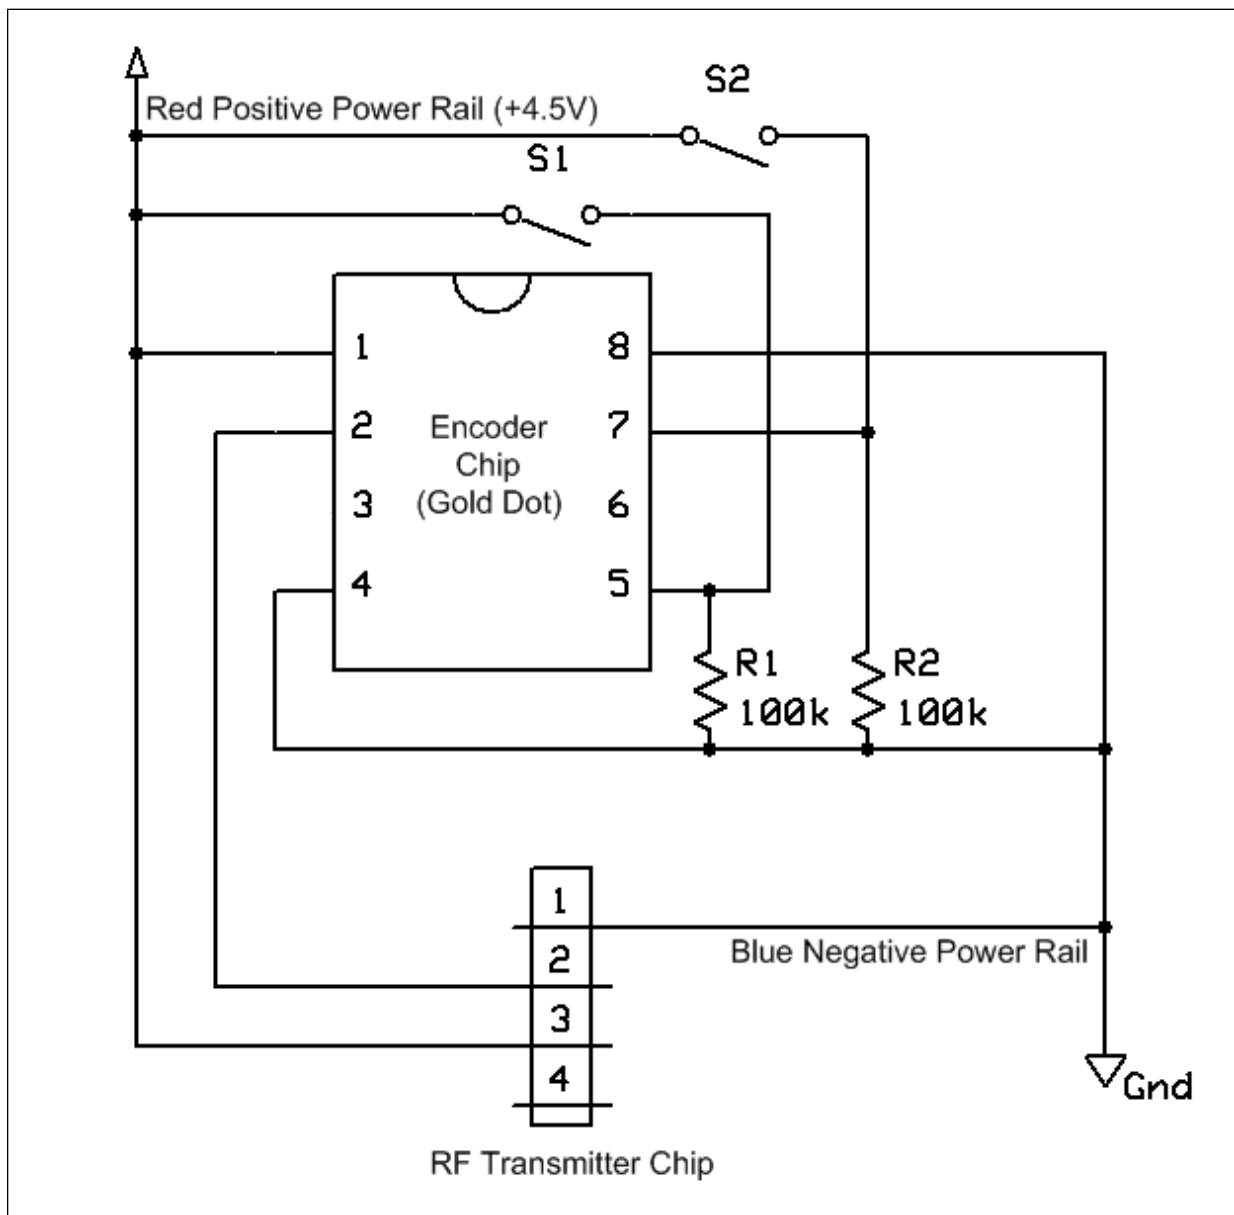 S2
Red Positive Power Rail (+4.5V)
S1
1
8
2
Encoder
7
Chip
3
(Gold Dot)
6
4
5
R1
100k
R2
100k
1
2
Blue Negative Power Rail
3
4
Gnd
RF Transmitter Chip